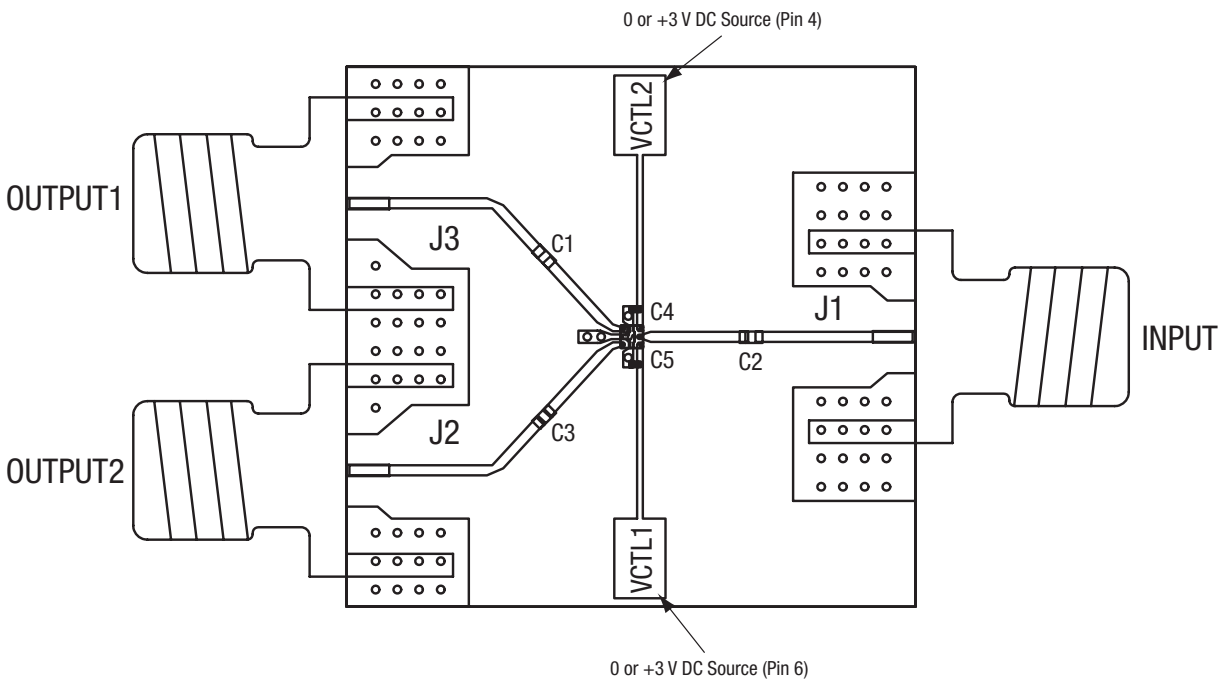 0 or +3 V DC Source (Pin 4)
VCTL2
OUTPUT1
J3
C1
C4
J1
INPUT
C5
C2
J2
C3
OUTPUT2
VCTL1
0 or +3 V DC Source (Pin 6)